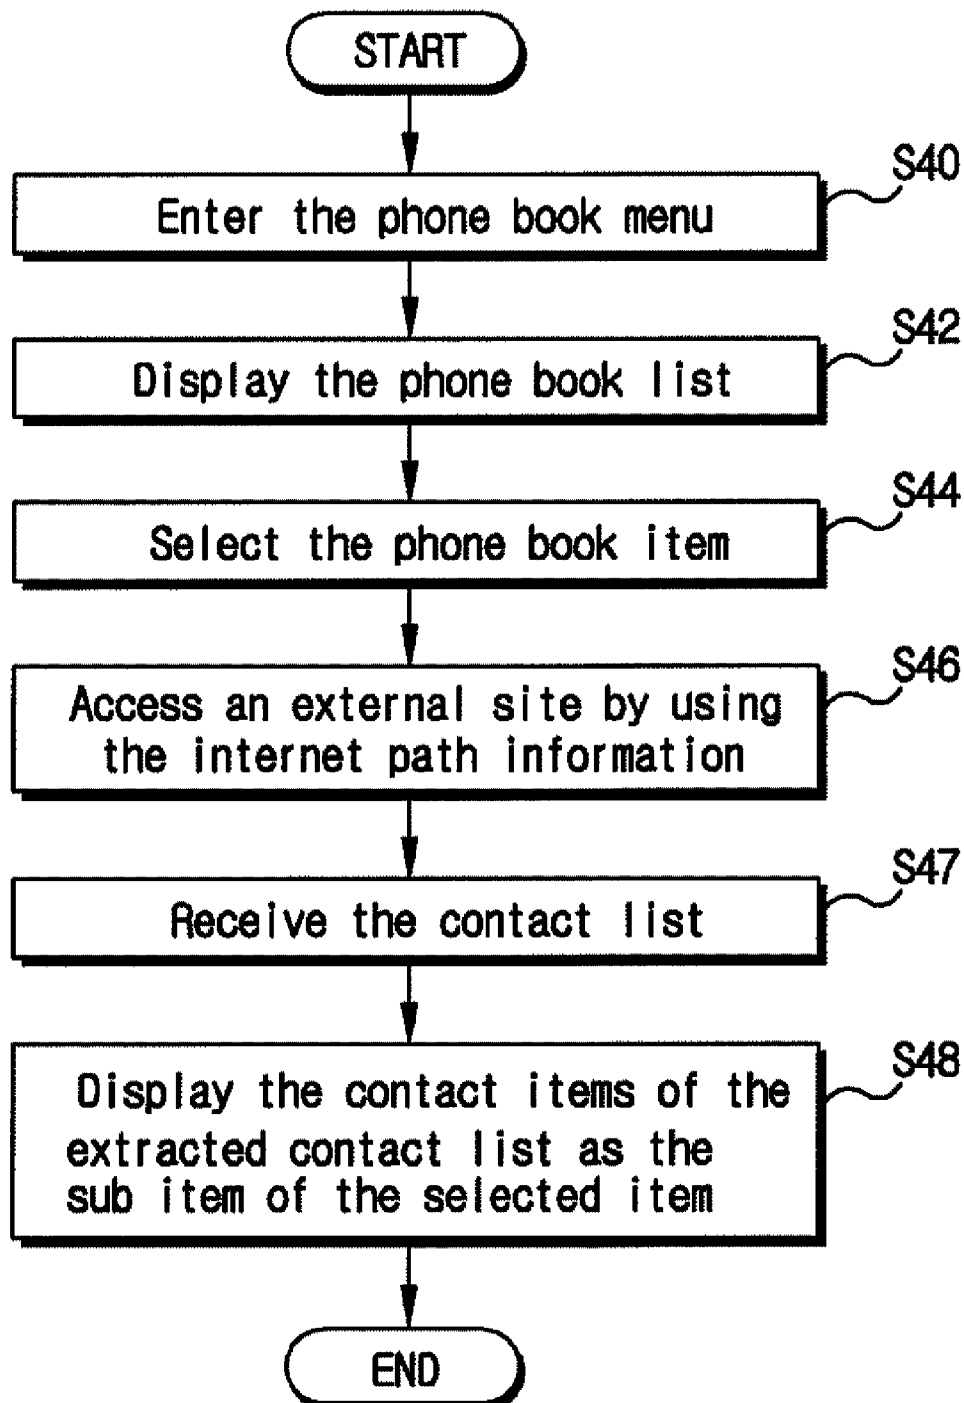 START
S40
Enter the phone book menu
S42
Display the phone book list
S44
Select the phone book item
S46
Access an external site by using
the internet path information
S47
Receive the contact list
S48
Display the contact items of the
extracted contact list as the
sub item of the selected item
END